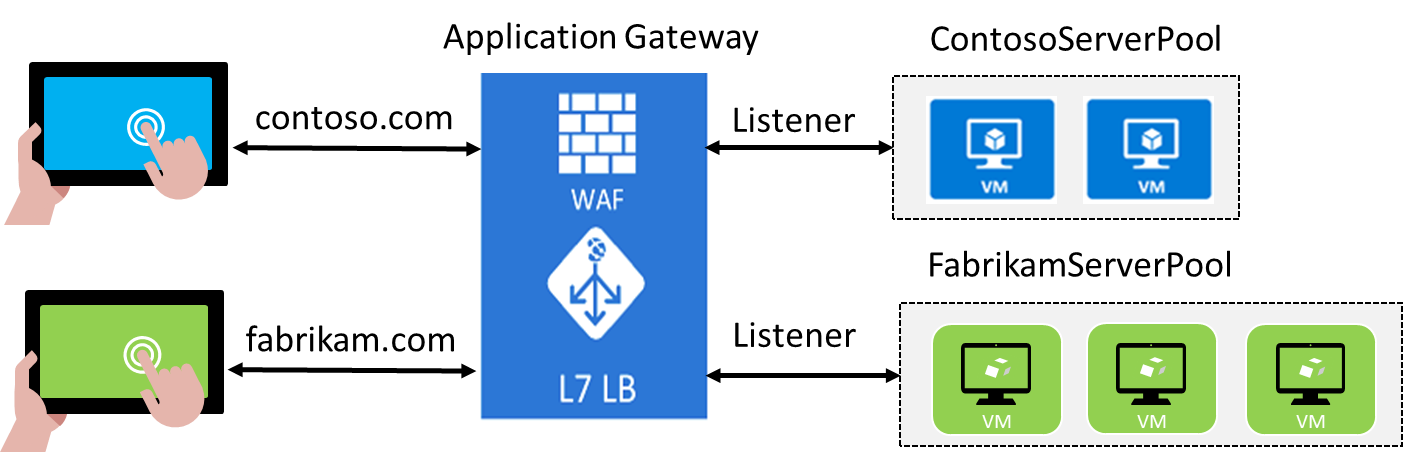 Application Gateway
ContosoServerPool
contoso.com
Listener
WAF
VM
VM
FabrikamServerPool
fabrikam.com
Listener
L7 LB
VM
VM
VM